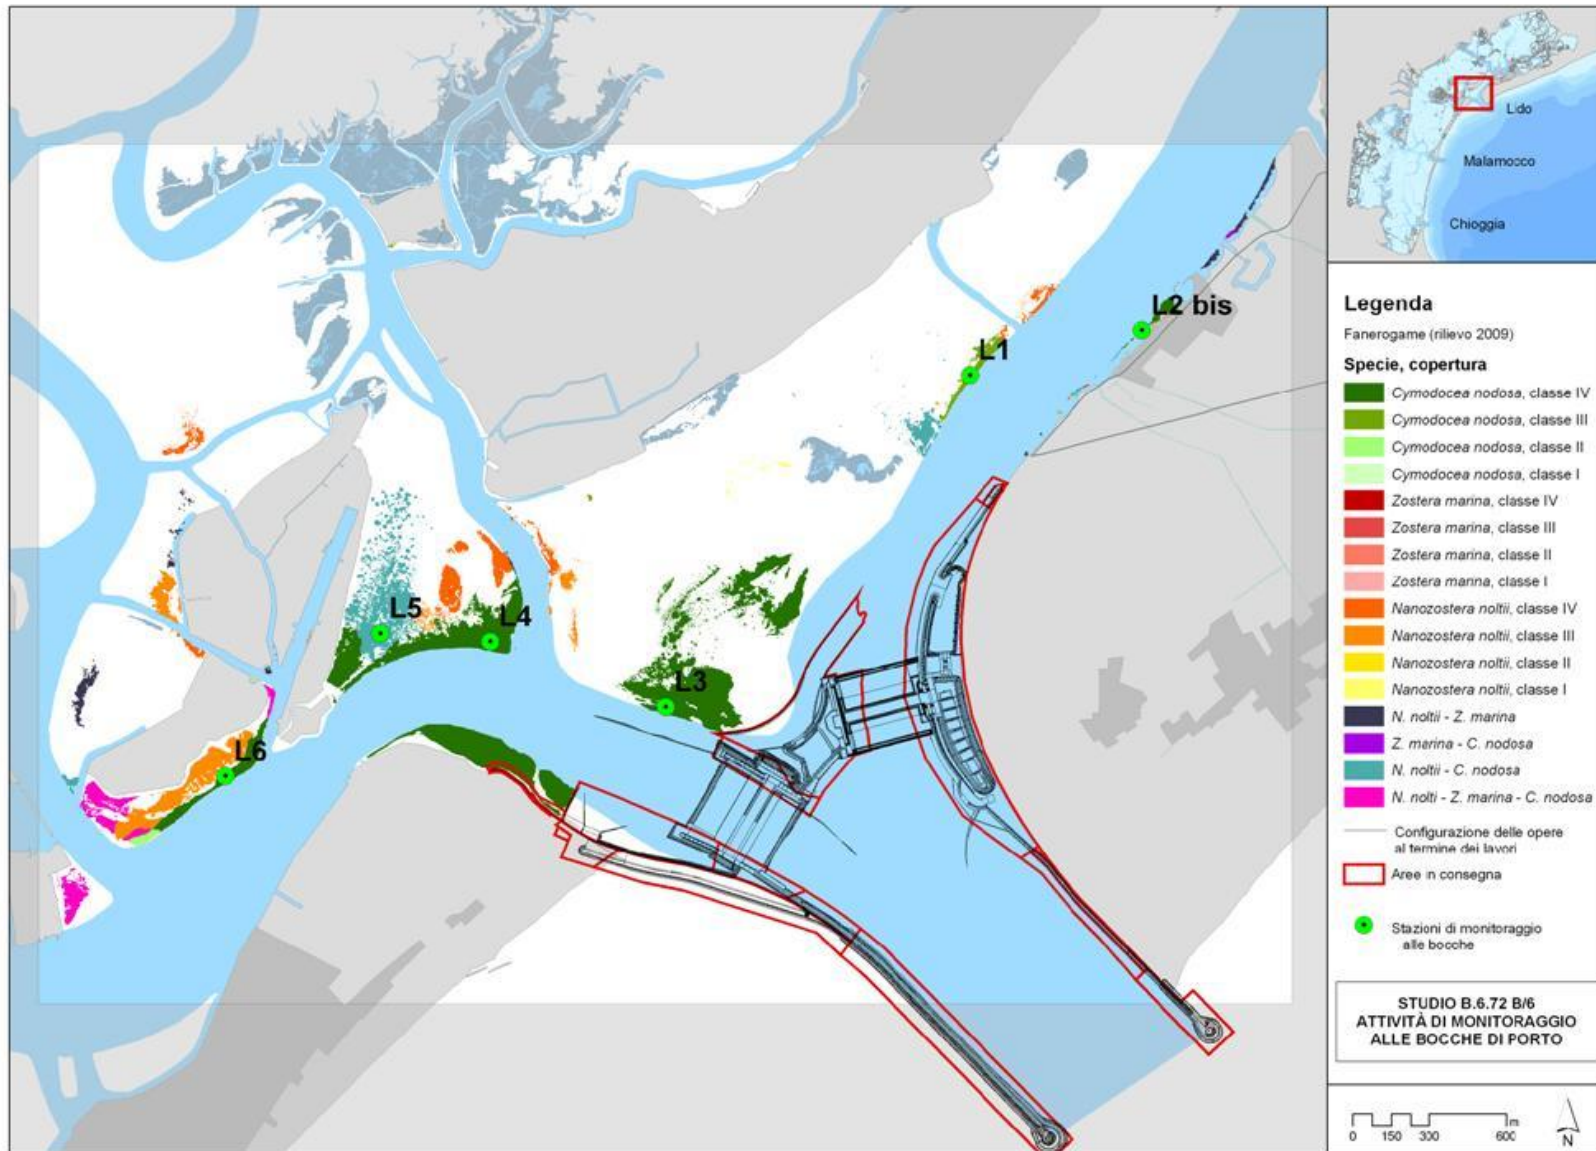 Lido
Malamocco
Chioggia
L2 bis
L1
L5
L4
L3
L6
Legenda
Fanerogame (rilievo 2009)
Specie, copertura
Cymodocea nodosa, classe IV
Cymodocea nodosa, classe III
Cymodocea nodosa, classe II
Cymodocea nodosa, classe I
Zostera marina, classe IV
Zostera marina, classe III
Zostera marina, classe II
Zostera marina, classe I
Nanozostera noltii, classe IV
Nanozostera noltii, classe III
Nanozostera noltii, classe II
Nanozostera noltii, classe I
N. noltii - Z. marina
Z. marina - C. nodosa
N. noltii - C. nodosa
N. nolti - Z. marina - C. nodosa
Configurazione delle opere
al termine dei lavori
Aree in consegna
Stazioni di monitoraggio
alle bocche
STUDIO B.6.72 B/6
ATTIVITÀ DI MONITORAGGIO
ALLE BOCCHE DI PORTO
m
0 150 300 600
N